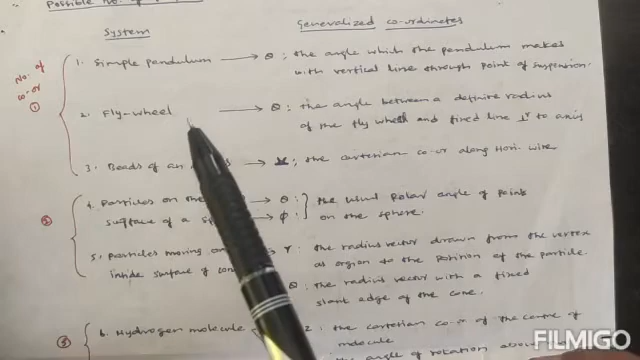 Possible No. of
System
Generalized co-ordinates
No. of
co-or
①
1. Simple pendulum → θ : the angle which the pendulum makes
with vertical line through point of suspension.
2. Fly-wheel → θ : the angle between a definite radius
of the fly wheel and fixed line ⊥r to axis
3. Beads of an → x : the cartesian co-or along Hori. wire
②
4. Particles on the → θ : the usual Polar angle of point
surface of a → φ : on the sphere.
5. Particles moving on → r : the radius vector drawn from the vertex
inside surface of as origin to the position of the particle.
θ : the radius vector with a fixed
slant edge of the cone.
③
6. Hydrogen molecule z : the cartesian co-or of the centre of
molecule
angle of rotation about
FILMIGO